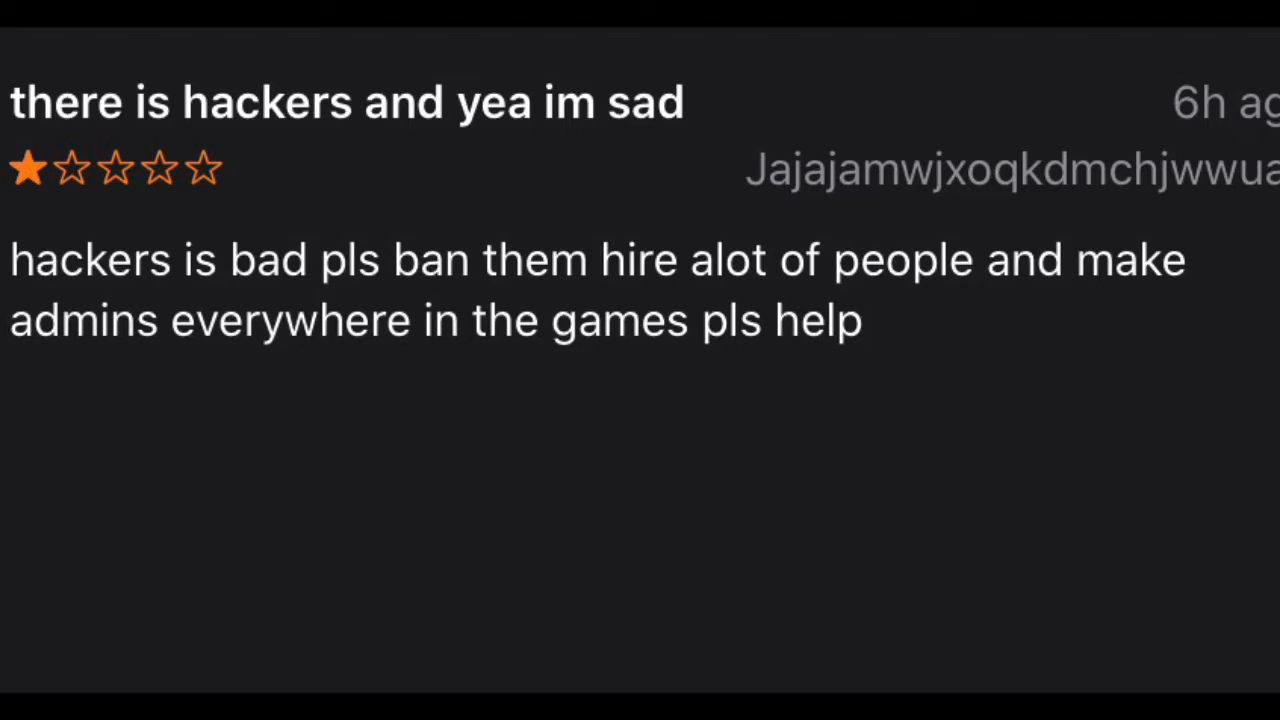 there is hackers and yea im sad
6h ag
Jajajamwjxoqkdmchjwwua
hackers is bad pls ban them hire alot of people and make
admins everywhere in the games pls help